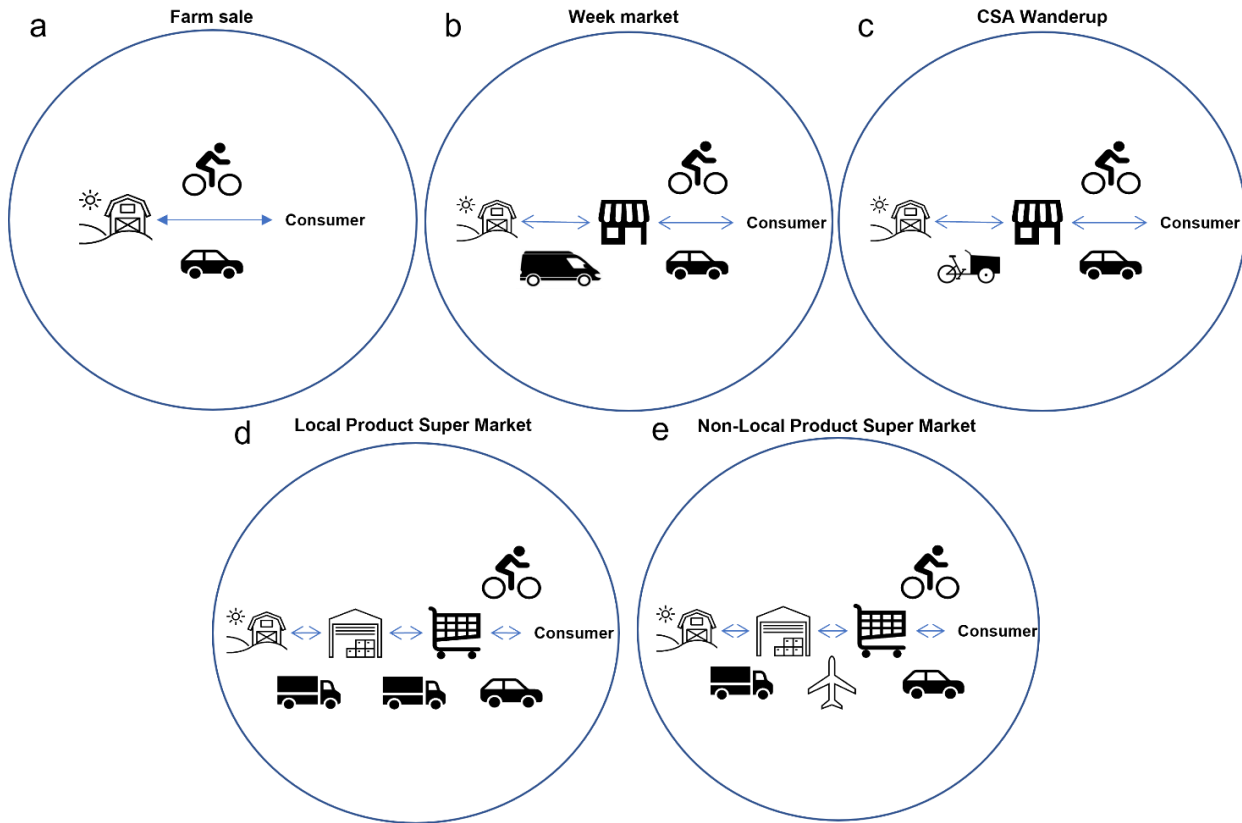 a
Farm sale
Consumer
b
Week market
Consumer
c
CSA Wanderup
Consumer
d
Local Product Super Market
Consumer
e
Non-Local Product Super Market
Consumer